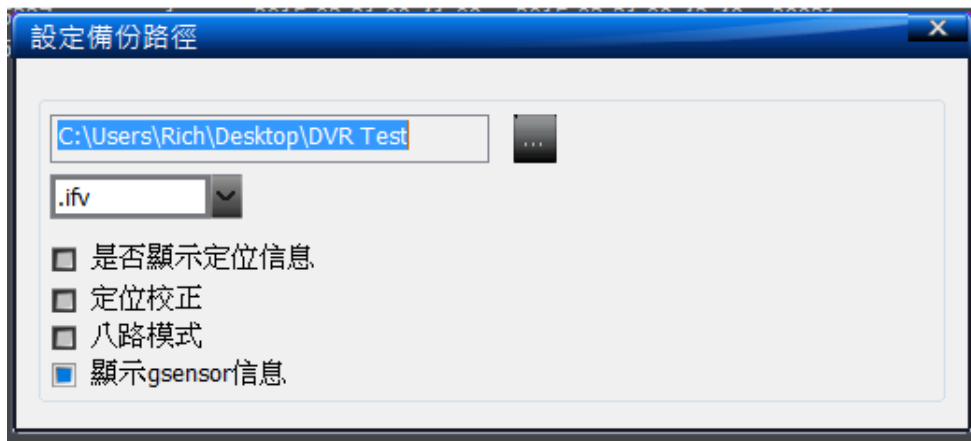 設定備份路徑
C:\Users\Rich\Desktop\DVR Test
...
.ifv
是否顯示定位信息
定位校正
八路模式
顯示gsensor信息